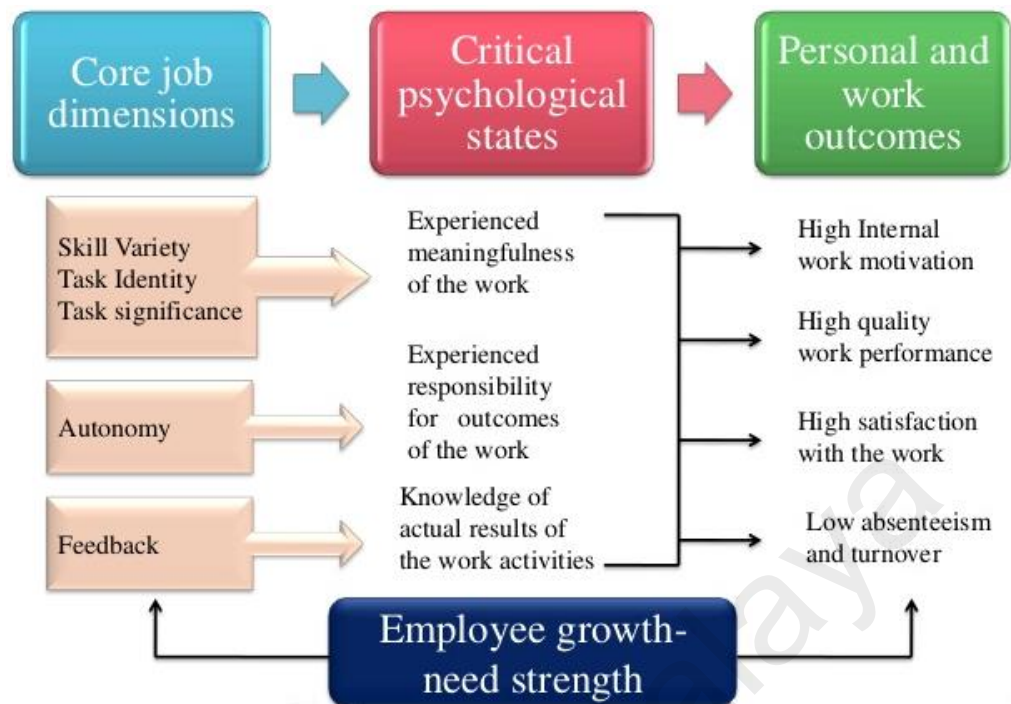 Core job
dimensions
Critical
psychological
states
Personal and
work
outcomes
Skill Variety
Task Identity
Task significance
Experienced
meaningfulness
of the work
High Internal
work motivation
High quality
work performance
Autonomy
Experienced
responsibility
for outcomes
of the work
High satisfaction
with the work
Feedback
Knowledge of
actual results of
the work activities
Low absenteeism
and turnover
Employee growth-
need strength
alaya